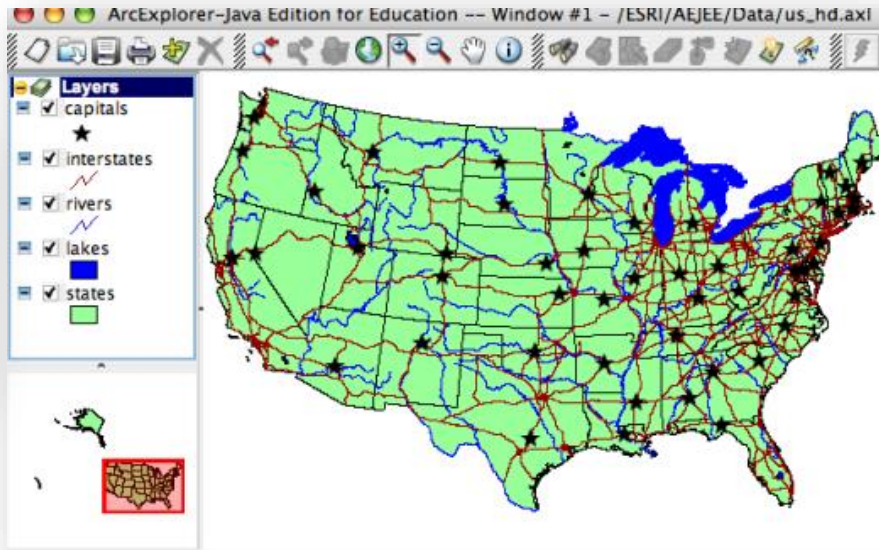 ArcExplorer-Java Edition for Education -- Window #1 - /ESRI/AEJEE/Data/us_hd.axl
Layers
capitals
interstates
rivers
lakes
states